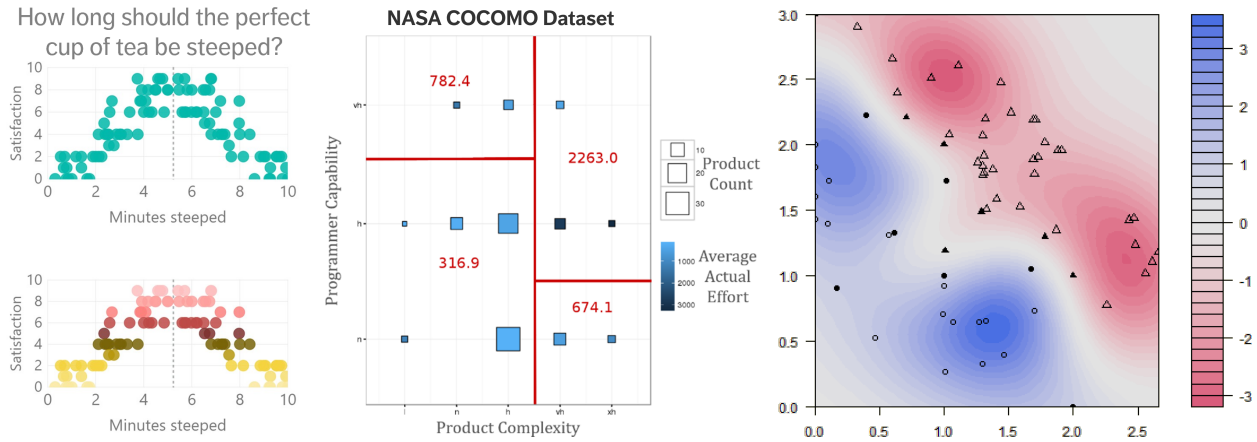 How long should the perfect
cup of tea be steeped?
10
8
6
4
2
0
Satisfaction
0 2 4 6 8 10
Minutes steeped
10
8
6
4
2
0
Satisfaction
0 2 4 6 8 10
Minutes steeped
NASA COCOMO Dataset
782.4
2263.0
316.9
674.1
Programmer Capability
vh
h
n
l n h vh xh
Product Complexity
10
20
30
Product
Count
1000
2000
3000
Average
Actual
Effort
3.0
2.5
2.0
1.5
1.0
0.5
0.0
0.0 0.5 1.0 1.5 2.0 2.5
3
2
1
0
-1
-2
-3